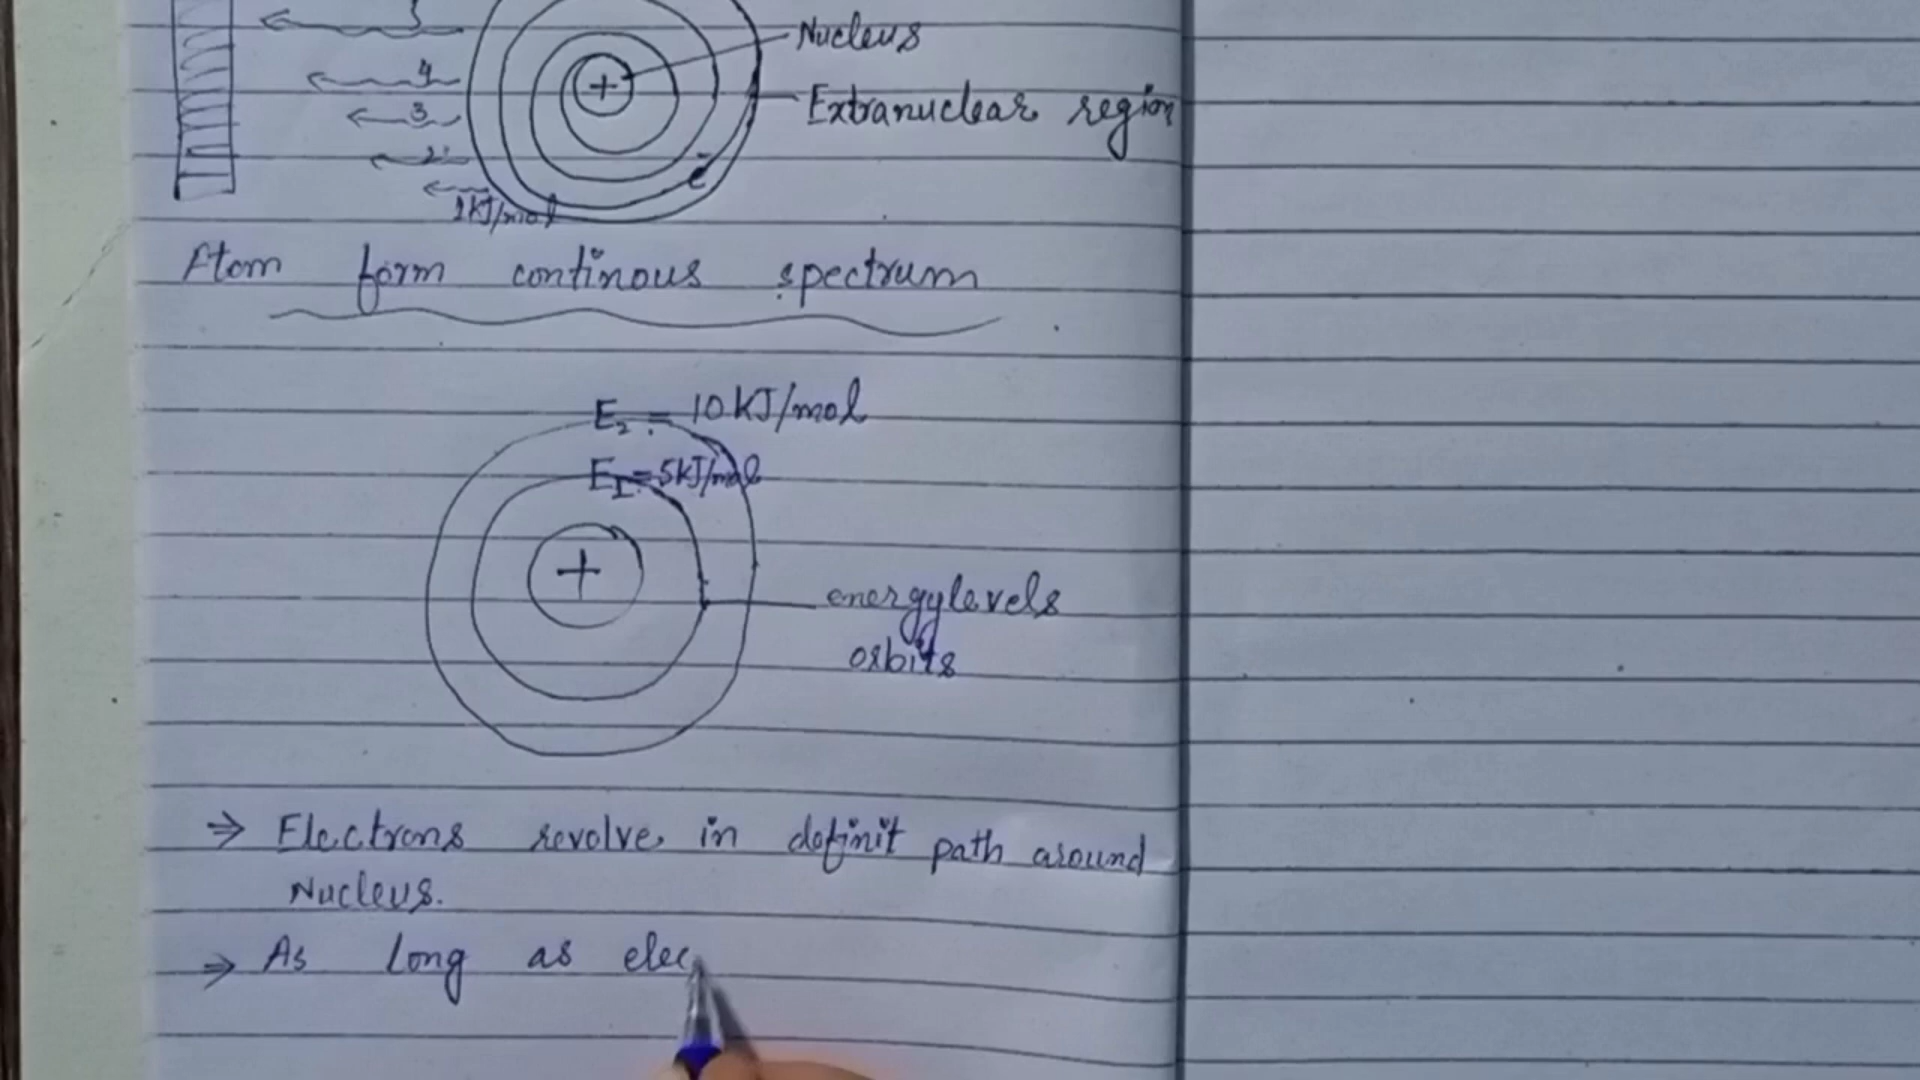 5
Nucleus
4
Extranuclear region
3
2
1KJ/mol
Atom form continous spectrum
E₂ = 10KJ/mol
E₁ = 5KJ/mol
+
energylevels
orbits
⇒ Electrons revolve in definit path around
Nucleus.
⇒ As long as elec